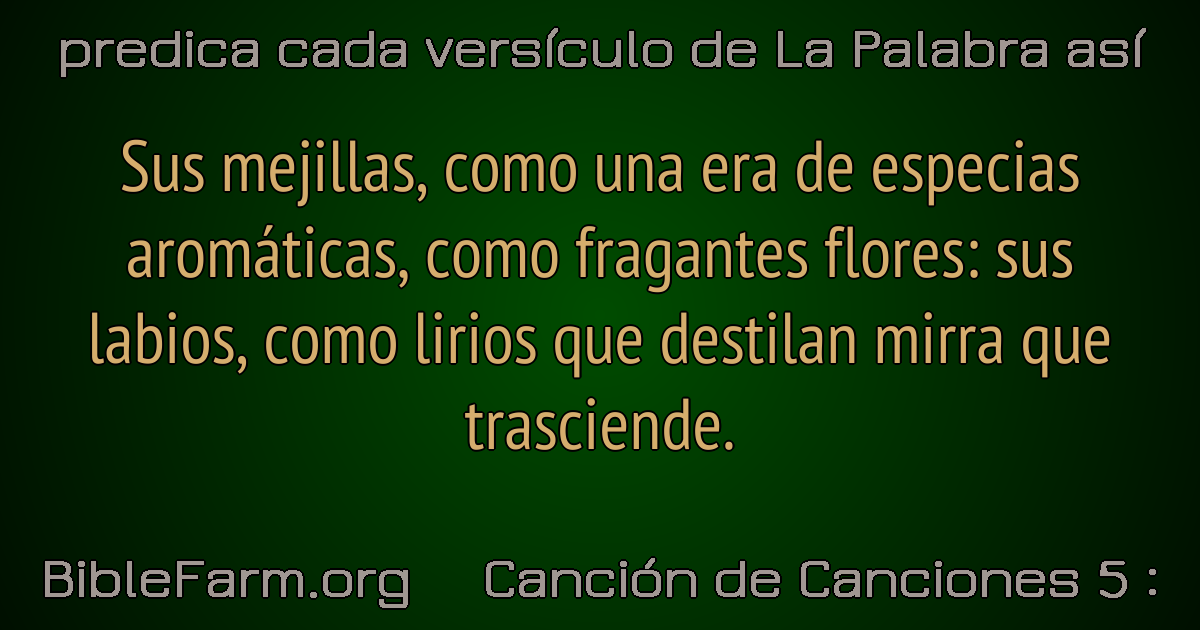 predica cada versículo de La Palabra así
Sus mejillas, como una era de especias
aromáticas, como fragantes flores: sus
labios, como lirios que destilan mirra que
trasciende.
BibleFarm.org Canción de Canciones 5 :